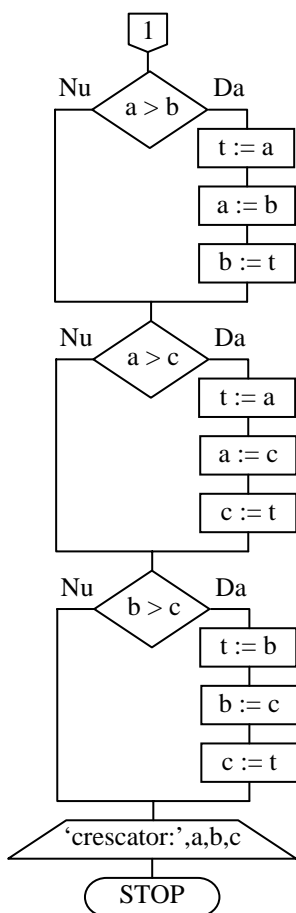 1
Nu Da
a > b
t := a
a := b
b := t
Nu Da
a > c
t := a
a := c
c := t
Nu Da
b > c
t := b
b := c
c := t
‘crescator:’,a,b,c
STOP